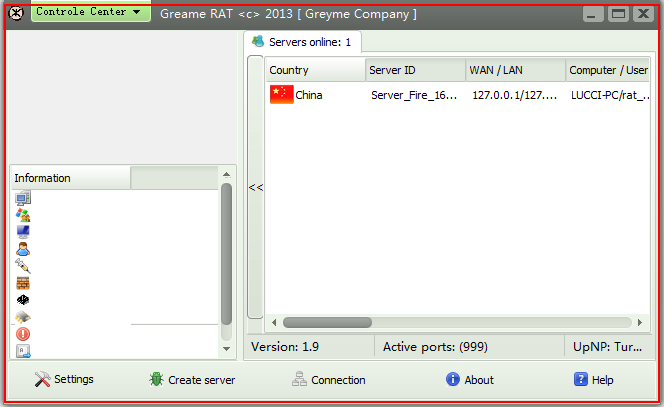 Controle Center
Greame RAT <c> 2013 [ Greyme Company ]
Servers online: 1
Country Server ID WAN / LAN Computer / User
China Server_Fire_16... 127.0.0.1/127.... LUCCI-PC/rat_..
Information
<<
Version: 1.9 Active ports: (999) UpNP: Tur...
Settings Create server Connection About Help